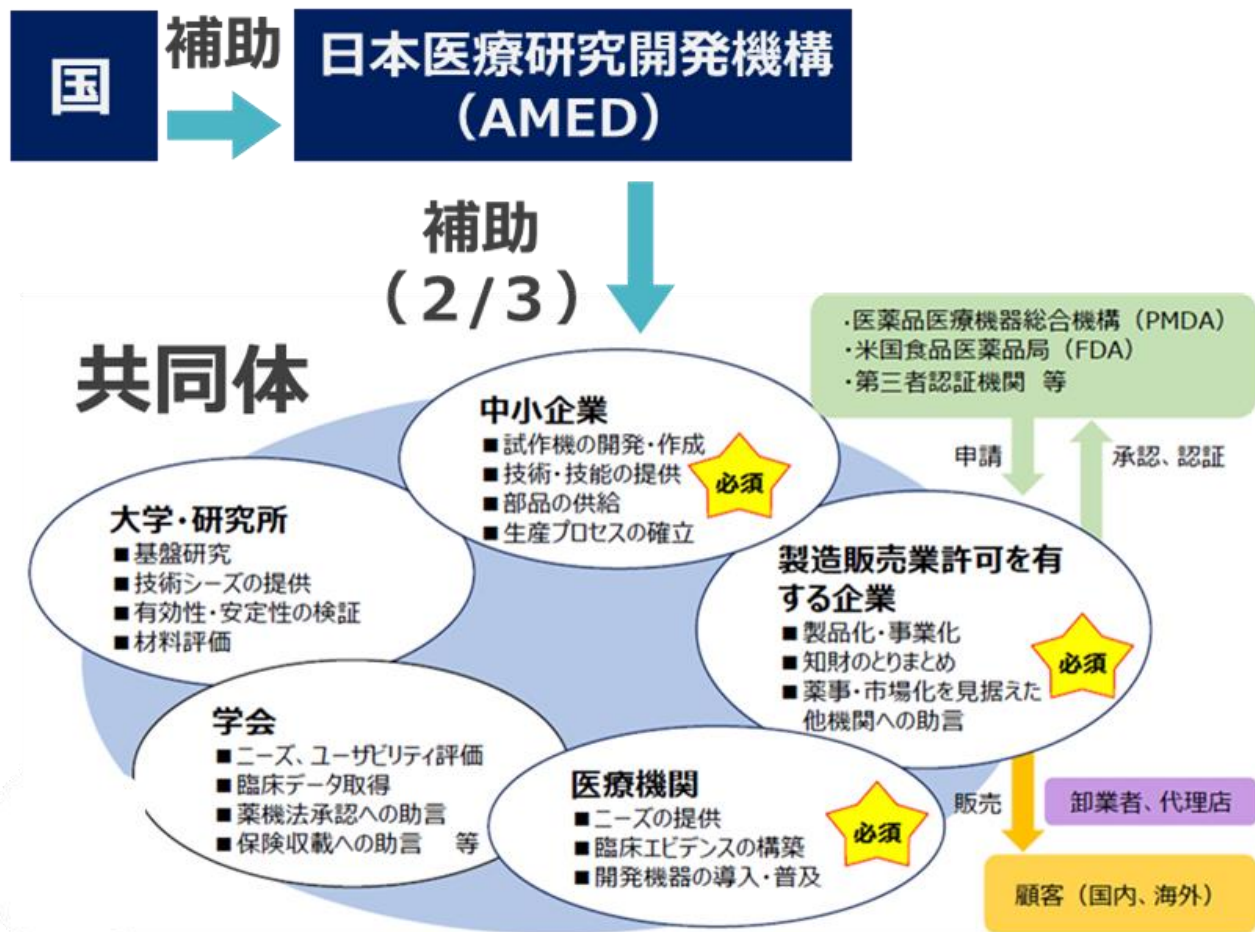 国
補助
日本医療研究開発機構
（AMED）
補助
（2/3）
共同体
・医薬品医療機器総合機構（PMDA）
・米国食品医薬品局（FDA）
・第三者認証機関 等
申請
承認、認証
中小企業
■試作機の開発・作成
■技術・技能の提供
■部品の供給
■生産プロセスの確立
必須
大学・研究所
■基盤研究
■技術シーズの提供
■有効性・安定性の検証
■材料評価
製造販売業許可を有
する企業
■製品化・事業化
■知財のとりまとめ
■薬事・市場化を見据えた
他機関への助言
必須
学会
■ニーズ、ユーザビリティ評価
■臨床データ取得
■薬機法承認への助言
■保険収載への助言 等
医療機関
■ニーズの提供
■臨床エビデンスの構築
■開発機器の導入・普及
必須
販売
卸業者、代理店
顧客（国内、海外）